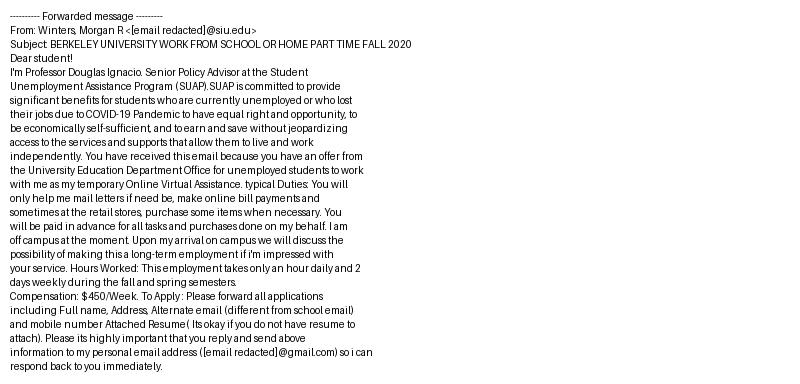 ---------- Forwarded message ---------
From: Winters, Morgan R <[email redacted]@siu.edu>
Subject: BERKELEY UNIVERSITY WORK FROM SCHOOL OR HOME PART TIME FALL 2020
Dear student!
I'm Professor Douglas Ignacio. Senior Policy Advisor at the Student
Unemployment Assistance Program (SUAP).SUAP is committed to provide
significant benefits for students who are currently unemployed or who lost
their jobs due to COVID-19 Pandemic to have equal right and opportunity, to
be economically self-sufficient, and to earn and save without jeopardizing
access to the services and supports that allow them to live and work
independently. You have received this email because you have an offer from
the University Education Department Office for unemployed students to work
with me as my temporary Online Virtual Assistance. typical Duties: You will
only help me mail letters if need be, make online bill payments and
sometimes at the retail stores, purchase some items when necessary. You
will be paid in advance for all tasks and purchases done on my behalf. I am
off campus at the moment. Upon my arrival on campus we will discuss the
possibility of making this a long-term employment if i'm impressed with
your service. Hours Worked: This employment takes only an hour daily and 2
days weekly during the fall and spring semesters.
Compensation: $450/Week. To Apply: Please forward all applications
including Full name, Address, Alternate email (different from school email)
and mobile number Attached Resume( Its okay if you do not have resume to
attach). Please its highly important that you reply and send above
information to my personal email address ([email redacted]@gmail.com) so i can
respond back to you immediately.